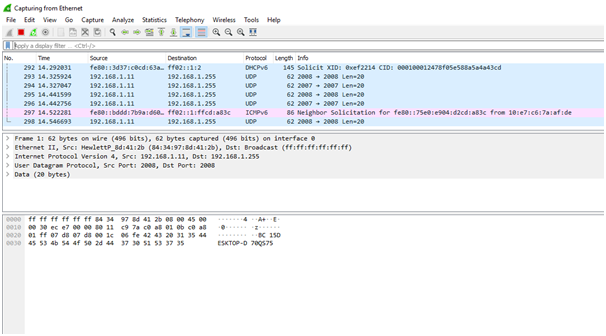 Capturing from Ethernet
File Edit View Go Capture Analyze Statistics Telephony Wireless Tools Help
Apply a display filter ... <Ctrl-/>
No. Time Source Destination Protocol Length Info
292 14.292031 fe80::3d37:c0cd:63a… ff02::1:2 DHCPv6 145 Solicit XID: 0xef2214 CID: 000100012478f05e588a5a4a43cd
293 14.325924 192.168.1.11 192.168.1.255 UDP 62 2008 → 2008 Len=20
294 14.327047 192.168.1.11 192.168.1.255 UDP 62 2007 → 2008 Len=20
295 14.441599 192.168.1.11 192.168.1.255 UDP 62 2008 → 2008 Len=20
296 14.442756 192.168.1.11 192.168.1.255 UDP 62 2007 → 2008 Len=20
297 14.522281 fe80::bddd:7b9a:d60… ff02::1:ffcd:a83c ICMPv6 86 Neighbor Solicitation for fe80::75e0:e904:d2cd:a83c from 10:e7:c6:7a:af:de
298 14.546693 192.168.1.11 192.168.1.255 UDP 62 2008 → 2008 Len=20
Frame 1: 62 bytes on wire (496 bits), 62 bytes captured (496 bits) on interface 0
Ethernet II, Src: HewlettP_8d:41:2b (84:34:97:8d:41:2b), Dst: Broadcast (ff:ff:ff:ff:ff:ff)
Internet Protocol Version 4, Src: 192.168.1.11, Dst: 192.168.1.255
User Datagram Protocol, Src Port: 2008, Dst Port: 2008
Data (20 bytes)
0000 ff ff ff ff ff ff 84 34 97 8d 41 2b 08 00 45 00 ·······4 ··A+··E·
0010 00 30 ec e7 00 00 80 11 c9 7a c0 a8 01 0b c0 a8 ·0······ ·z······
0020 01 ff 07 d8 07 d8 00 1c 06 fe 42 43 20 31 35 44 ········ ··BC 15D
0030 45 53 4b 54 4f 50 2d 44 37 30 51 53 37 35 ESKTOP-D 70QS75